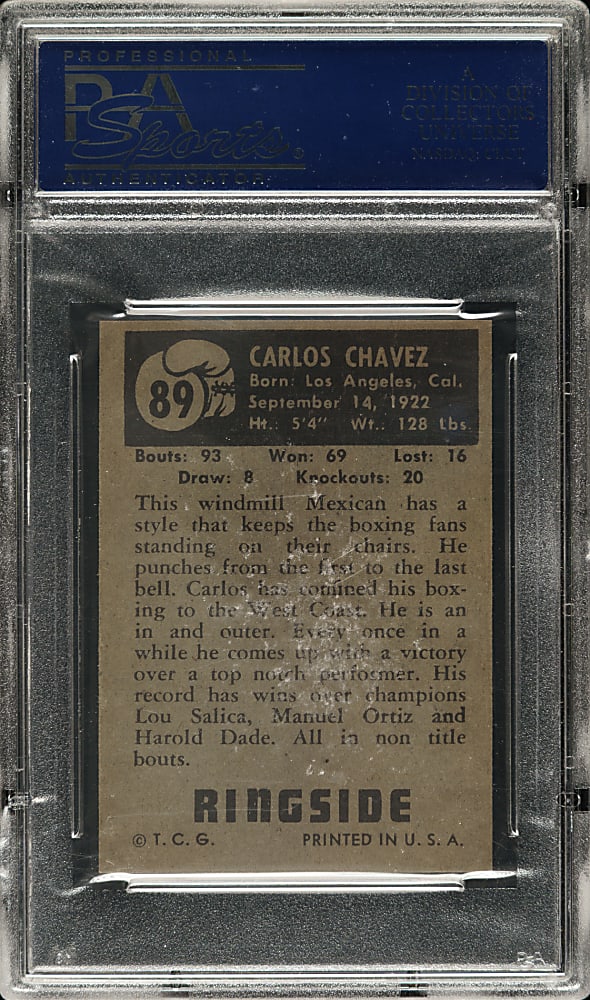 PROFESSIONAL
PSA
Sports
AUTHENTICATOR
A
DIVISION OF
COLLECTORS
UNIVERSE
NASDAQ: CLCT
89
CARLOS CHAVEZ
Born: Los Angeles, Cal.
September 14, 1922
Ht.: 5'4" Wt.: 128 Lbs.
Bouts: 93 Won: 69 Lost: 16
Draw: 8 Knockouts: 20
This windmill Mexican has a
style that keeps the boxing fans
standing on their chairs. He
punches from the first to the last
bell. Carlos has confined his box-
ing to the West Coast. He is an
in and outer. Every once in a
while he comes up with a victory
over a top notch performer. His
record has wins over champions
Lou Salica, Manuel Ortiz and
Harold Dade. All in non title
bouts.
RINGSIDE
© T. C. G. PRINTED IN U. S. A.
PSA